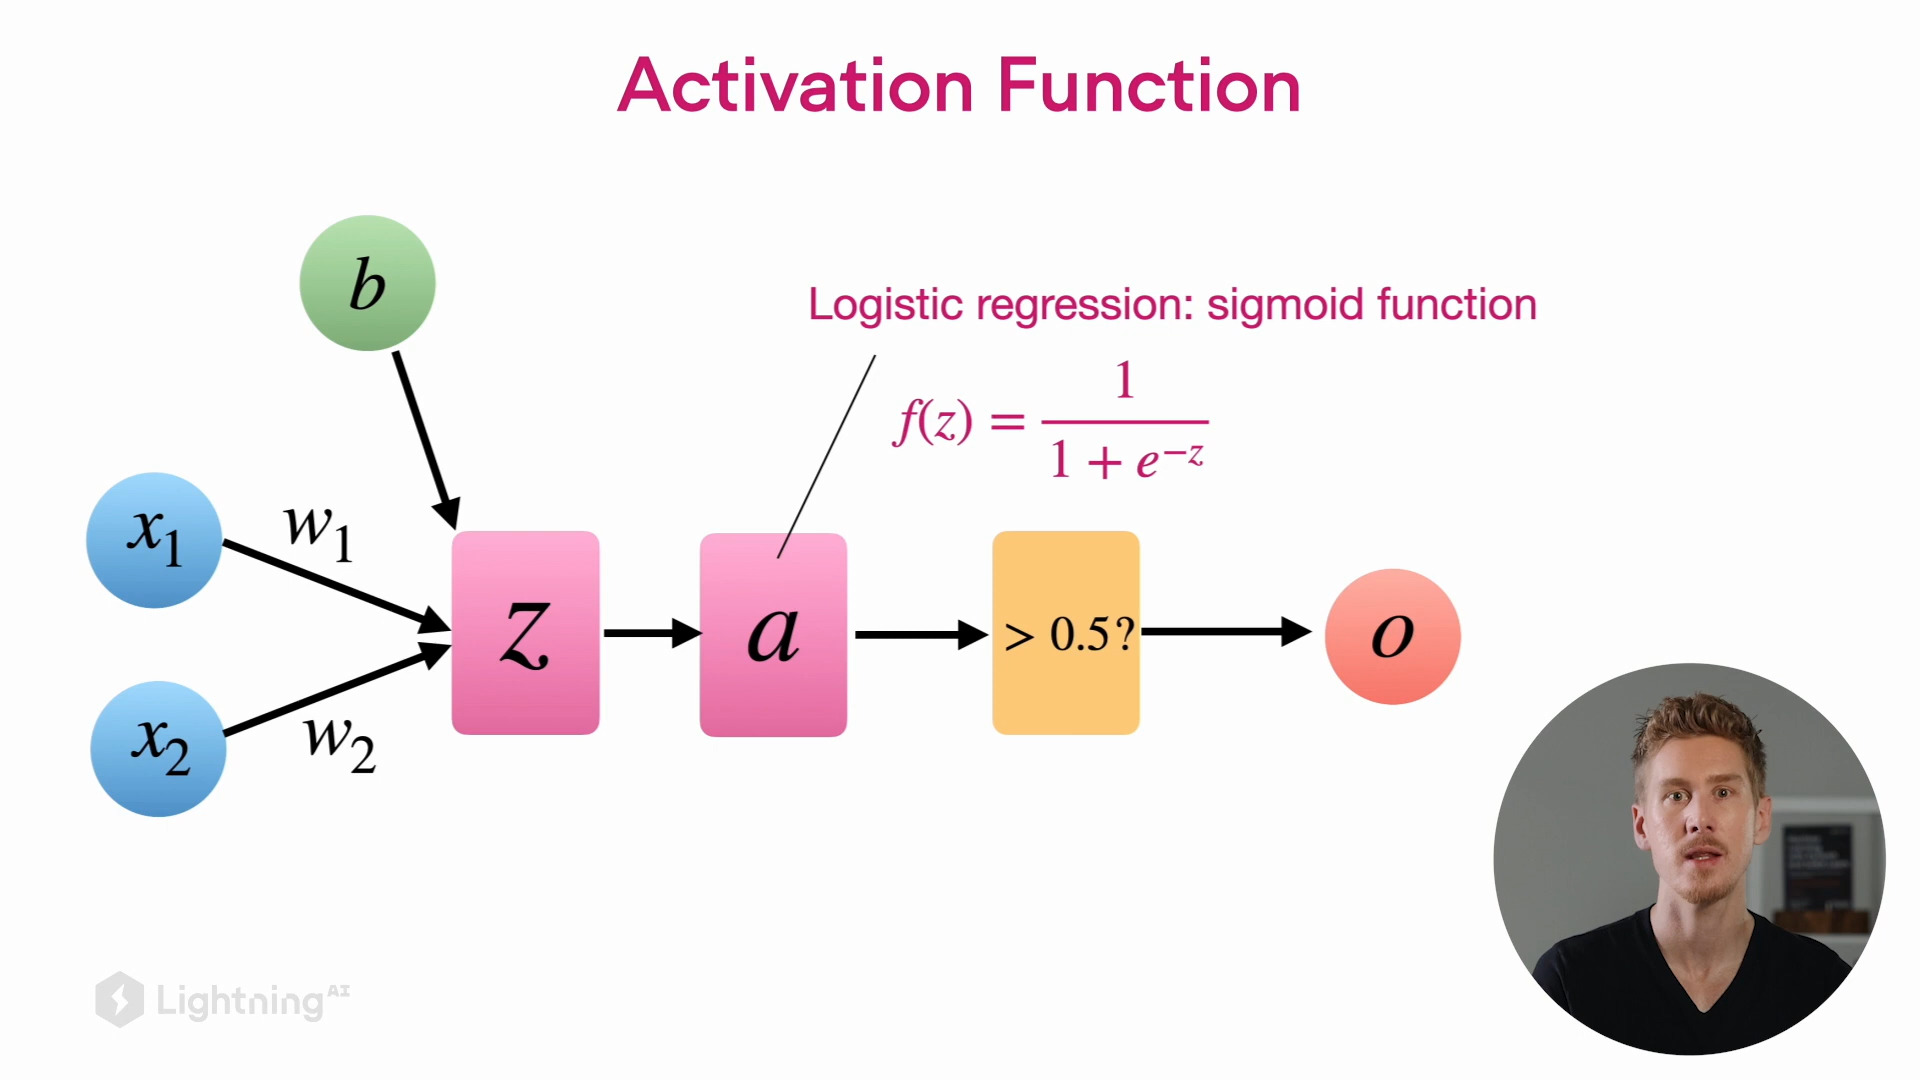 Activation Function
b
Logistic regression: sigmoid function
f(z) = 1 / (1 + e^{-z})
x₁
w₁
x₂
w₂
z
a
> 0.5?
o
Lightning AI